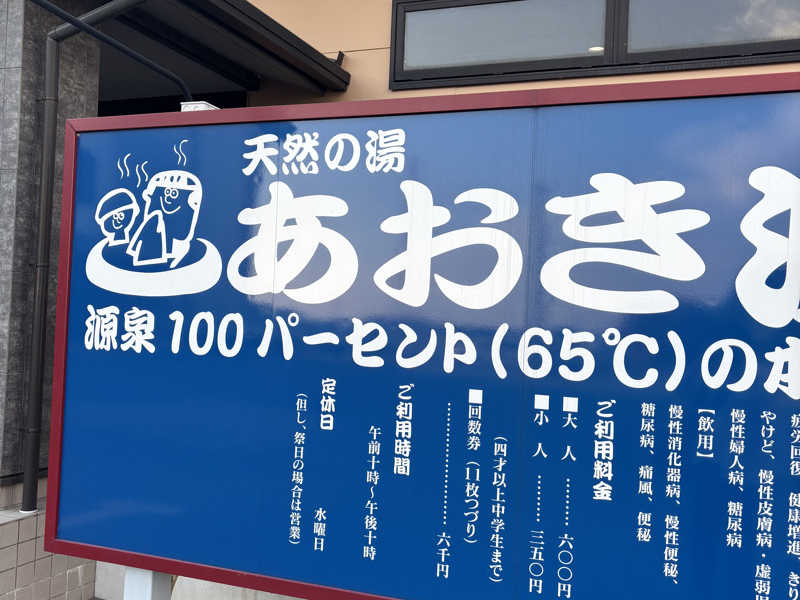 天然の湯
あおき
源泉100パーセント(65℃)の
疲労回復 健康増進
やけど、慢性皮膚病・虚弱
慢性婦人病、糖尿病
【飲用】
慢性消化器病、慢性便秘、
糖尿病、痛風、便秘
ご利用料金
■大人………六〇〇円
■小人………三五〇円
(四才以上中学生まで)
■回数券(11枚つづり)
………………六千円
ご利用時間
午前十時〜午後十時
定休日
水曜日
(但し、祭日の場合は営業)